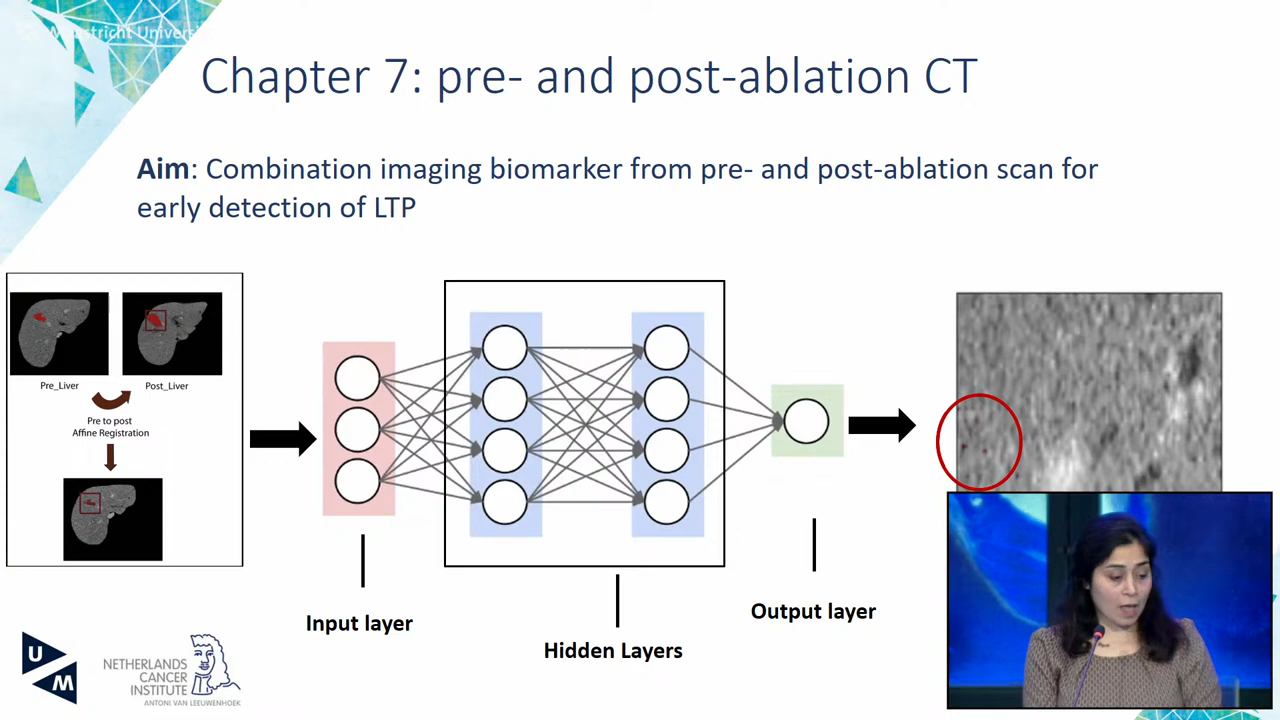 Maastricht University
Chapter 7: pre- and post-ablation CT
Aim: Combination imaging biomarker from pre- and post-ablation scan for
early detection of LTP
Pre_Liver
Post_Liver
Pre to post
Affine Registration
Input layer
Hidden Layers
Output layer
U
M
NETHERLANDS
CANCER
INSTITUTE
ANTONI VAN LEEUWENHOEK